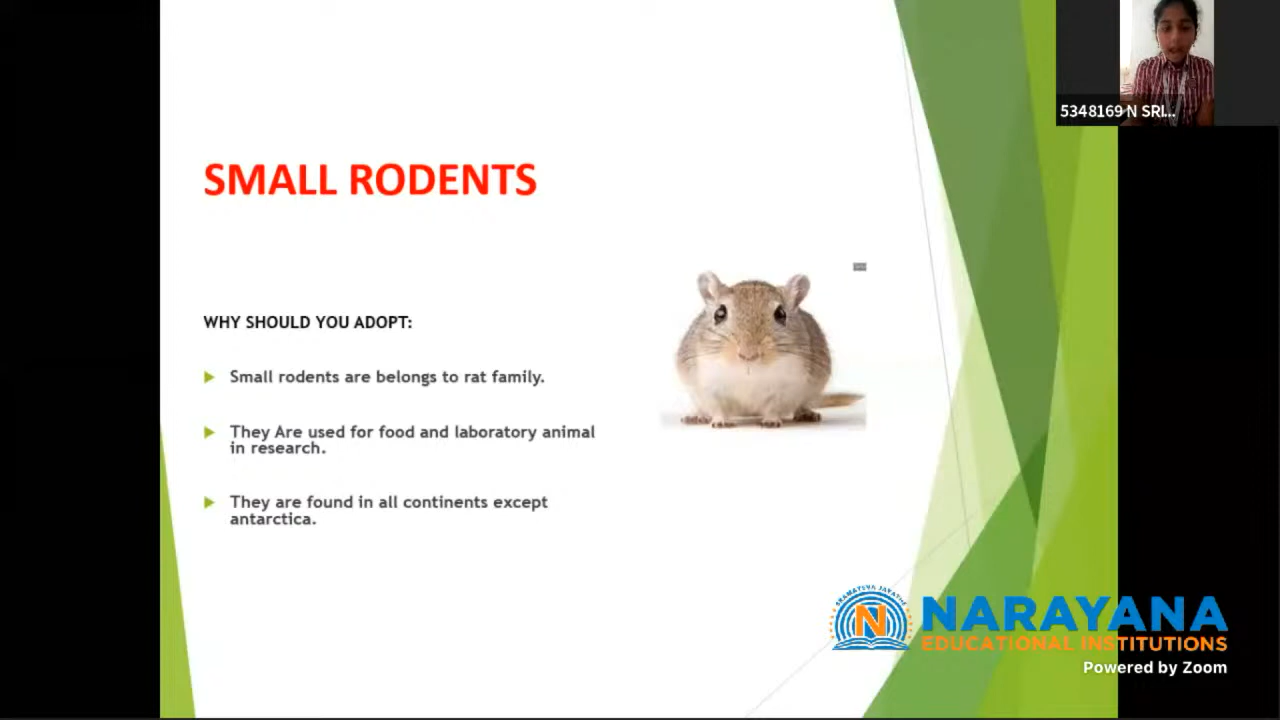 5348169 N SRI...
SMALL RODENTS
WHY SHOULD YOU ADOPT:
Small rodents are belongs to rat family.
They Are used for food and laboratory animal
in research.
They are found in all continents except
antarctica.
N
NARAYANA
EDUCATIONAL INSTITUTIONS
Powered by Zoom